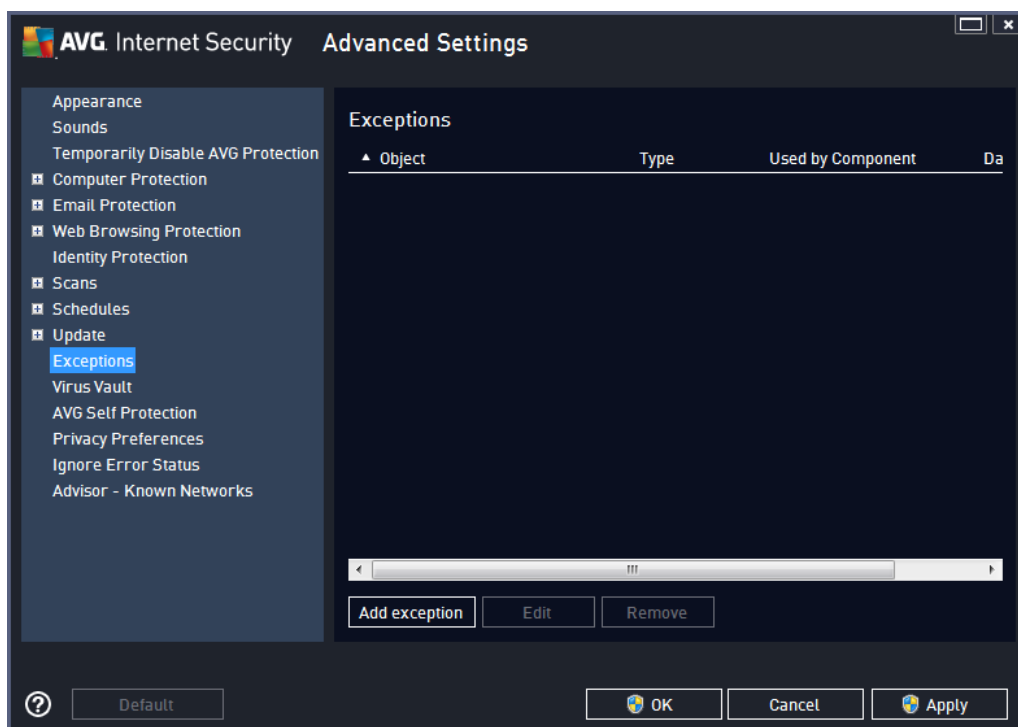 AVG. Internet Security Advanced Settings
Appearance
Sounds
Temporarily Disable AVG Protection
Computer Protection
Email Protection
Web Browsing Protection
Identity Protection
Scans
Schedules
Update
Exceptions
Virus Vault
AVG Self Protection
Privacy Preferences
Ignore Error Status
Advisor - Known Networks
Exceptions
Object Type Used by Component Da
Add exception Edit Remove
Default OK Cancel Apply